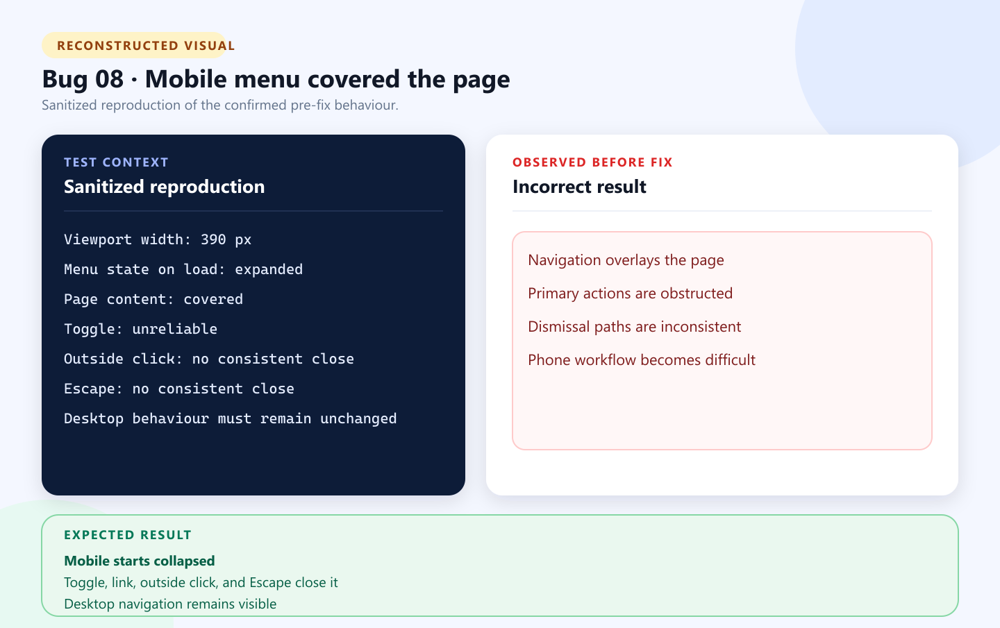 RECONSTRUCTED VISUAL
Bug 08 · Mobile menu covered the page
Sanitized reproduction of the confirmed pre-fix behaviour.
TEST CONTEXT
Sanitized reproduction
Viewport width: 390 px
Menu state on load: expanded
Page content: covered
Toggle: unreliable
Outside click: no consistent close
Escape: no consistent close
Desktop behaviour must remain unchanged
OBSERVED BEFORE FIX
Incorrect result
Navigation overlays the page
Primary actions are obstructed
Dismissal paths are inconsistent
Phone workflow becomes difficult
EXPECTED RESULT
Mobile starts collapsed
Toggle, link, outside click, and Escape close it
Desktop navigation remains visible